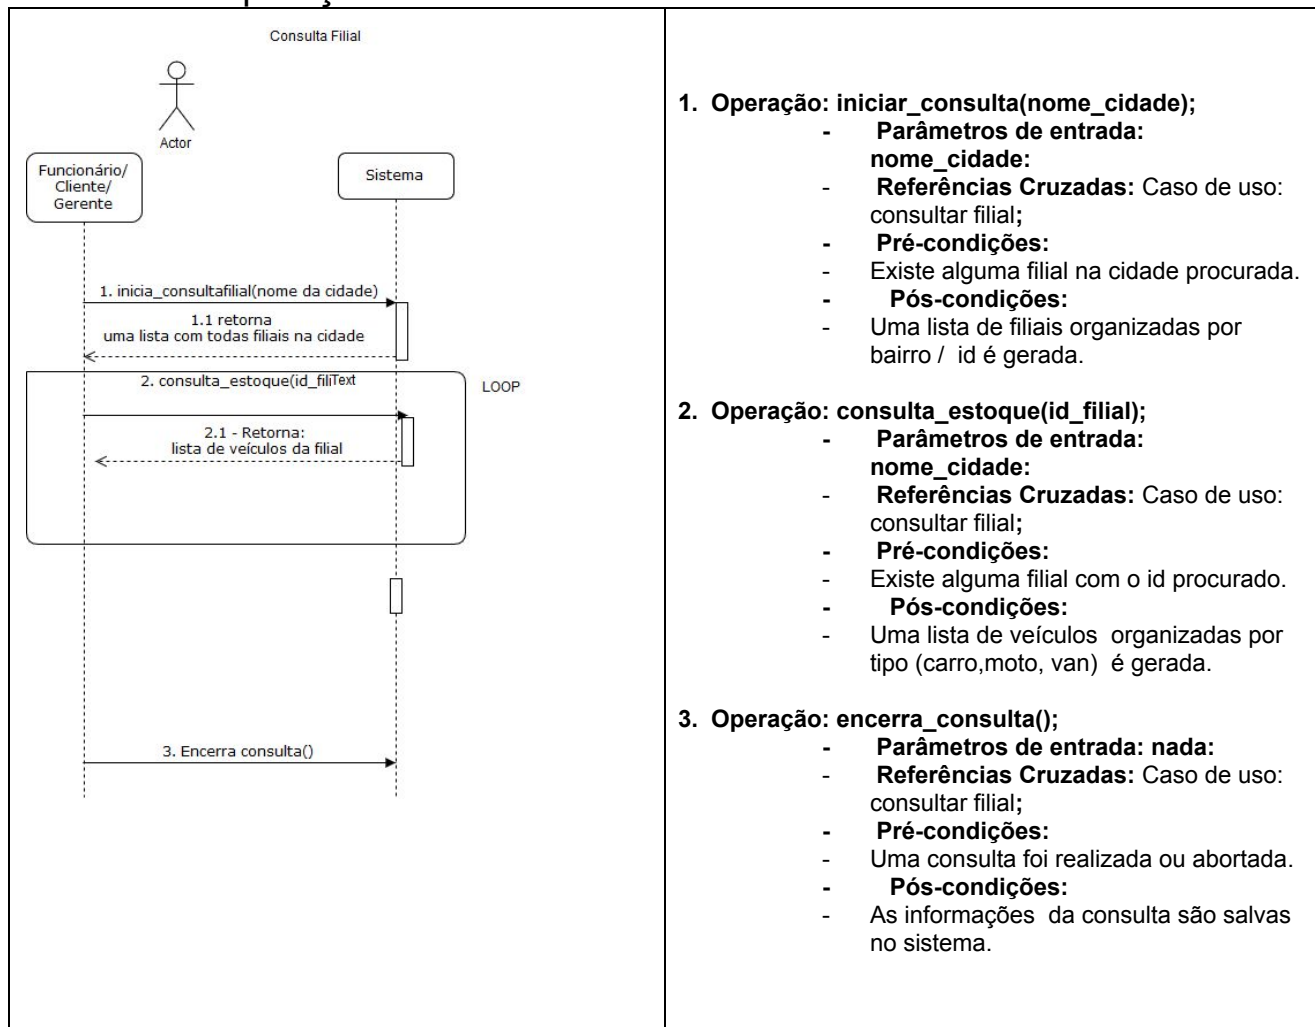 Consulta Filial
Actor
Funcionário/
Cliente/
Gerente
Sistema
1. inicia_consultafilial(nome da cidade)
1.1 retorna
uma lista com todas filiais na cidade
2. consulta_estoque(id_filiText
LOOP
2.1 - Retorna:
lista de veículos da filial
3. Encerra consulta()
1. Operação: iniciar_consulta(nome_cidade);
- Parâmetros de entrada:
nome_cidade:
- Referências Cruzadas: Caso de uso:
consultar filial;
- Pré-condições:
- Existe alguma filial na cidade procurada.
- Pós-condições:
- Uma lista de filiais organizadas por
bairro / id é gerada.
2. Operação: consulta_estoque(id_filial);
- Parâmetros de entrada:
nome_cidade:
- Referências Cruzadas: Caso de uso:
consultar filial;
- Pré-condições:
- Existe alguma filial com o id procurado.
- Pós-condições:
- Uma lista de veículos organizadas por
tipo (carro,moto, van) é gerada.
3. Operação: encerra_consulta();
- Parâmetros de entrada: nada:
- Referências Cruzadas: Caso de uso:
consultar filial;
- Pré-condições:
- Uma consulta foi realizada ou abortada.
- Pós-condições:
- As informações da consulta são salvas
no sistema.